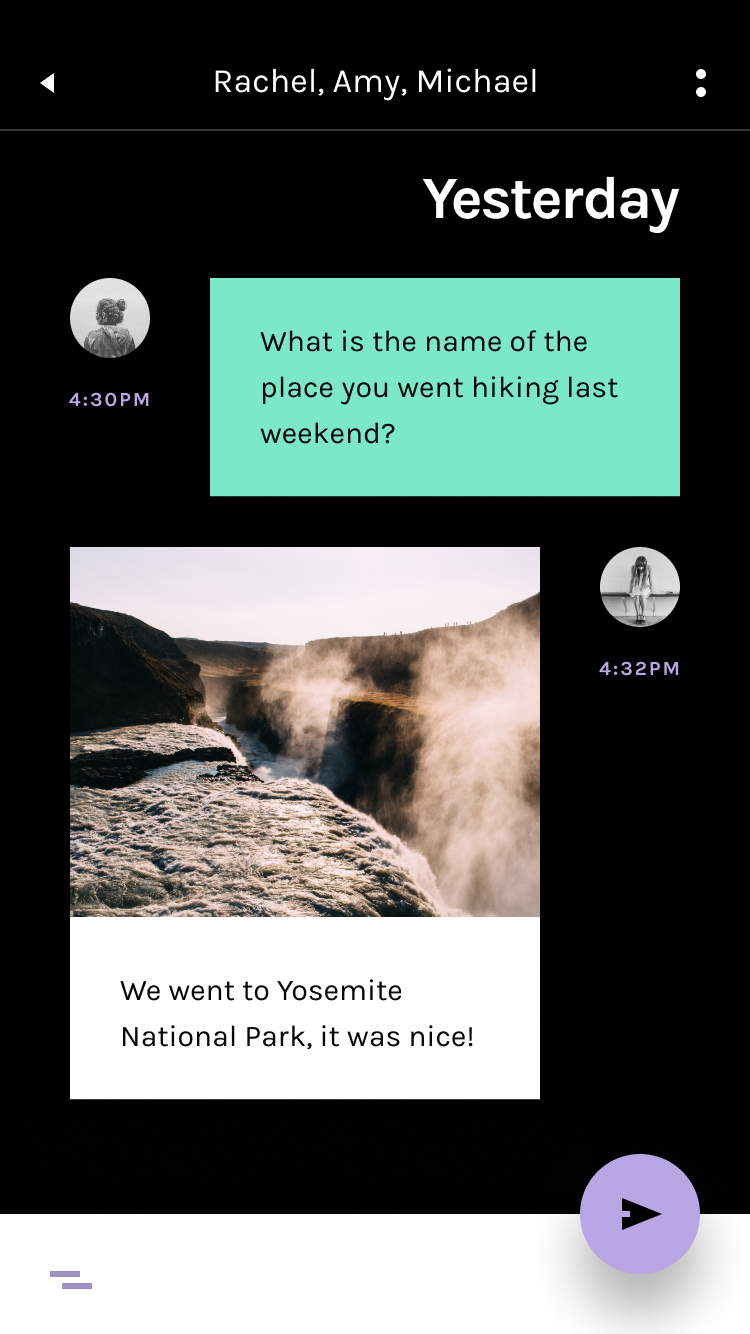 Rachel, Amy, Michael
Yesterday
What is the name of the
place you went hiking last
weekend?
4:30PM
4:32PM
We went to Yosemite
National Park, it was nice!